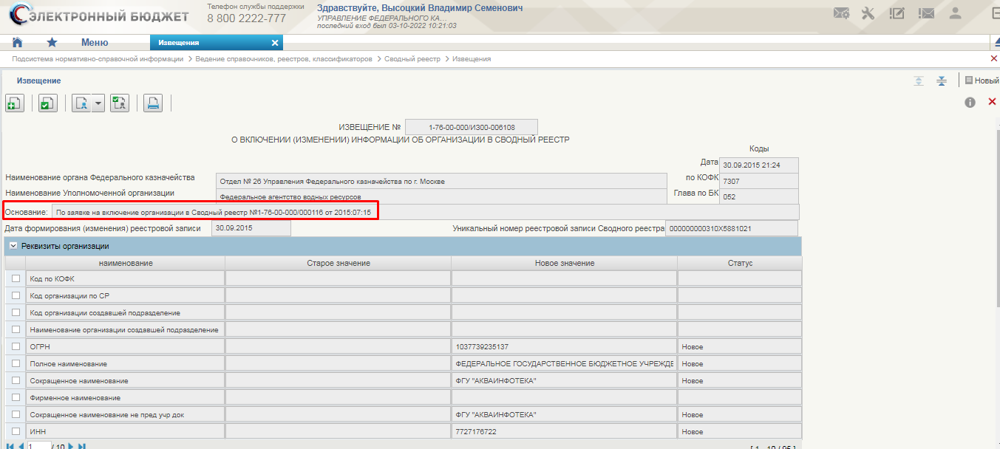 ЭЛЕКТРОННЫЙ БЮДЖЕТ
Телефон службы поддержки
8 800 2222-777
Здравствуйте, Высоцкий Владимир Семенович
УПРАВЛЕНИЕ ФЕДЕРАЛЬНОГО КА...
последний вход был 03-10-2022 10:21:03
Меню
Извещения
Подсистема нормативно-справочной информации > Ведение справочников, реестров, классификаторов > Сводный реестр > Извещения
Извещение
Новый
ИЗВЕЩЕНИЕ № 1-76-00-000/ИЗ00-006108
О ВКЛЮЧЕНИИ (ИЗМЕНЕНИИ) ИНФОРМАЦИИ ОБ ОРГАНИЗАЦИИ В СВОДНЫЙ РЕЕСТР
Коды
Дата 30.09.2015 21:24
Наименование органа Федерального казначейства Отдел № 26 Управления Федерального казначейства по г. Москве по КОФК 7307
Наименование Уполномоченной организации Федеральное агентство водных ресурсов Глава по БК 052
Основание: По заявке на включение организации в Сводный реестр №1-76-00-000/000116 от 2015:07:15
Дата формирования (изменения) реестровой записи 30.09.2015 Уникальный номер реестровой записи Сводного реестра 000000000310X5881021
Реквизиты организации
наименование Старое значение Новое значение Статус
Код по КОФК
Код организации по СР
Код организации создавшей подразделение
Наименование организации создавшей подразделение
ОГРН 1037739235137 Новое
Полное наименование ФЕДЕРАЛЬНОЕ ГОСУДАРСТВЕННОЕ БЮДЖЕТНОЕ УЧРЕЖДЕ Новое
Сокращенное наименование ФГУ "АКВАИНФОТЕКА" Новое
Фирменное наименование
Сокращенное наименование не пред учр док ФГУ "АКВАИНФОТЕКА" Новое
ИНН 7727176722 Новое
1 / 10 [ 1 - 10 / 95 ]